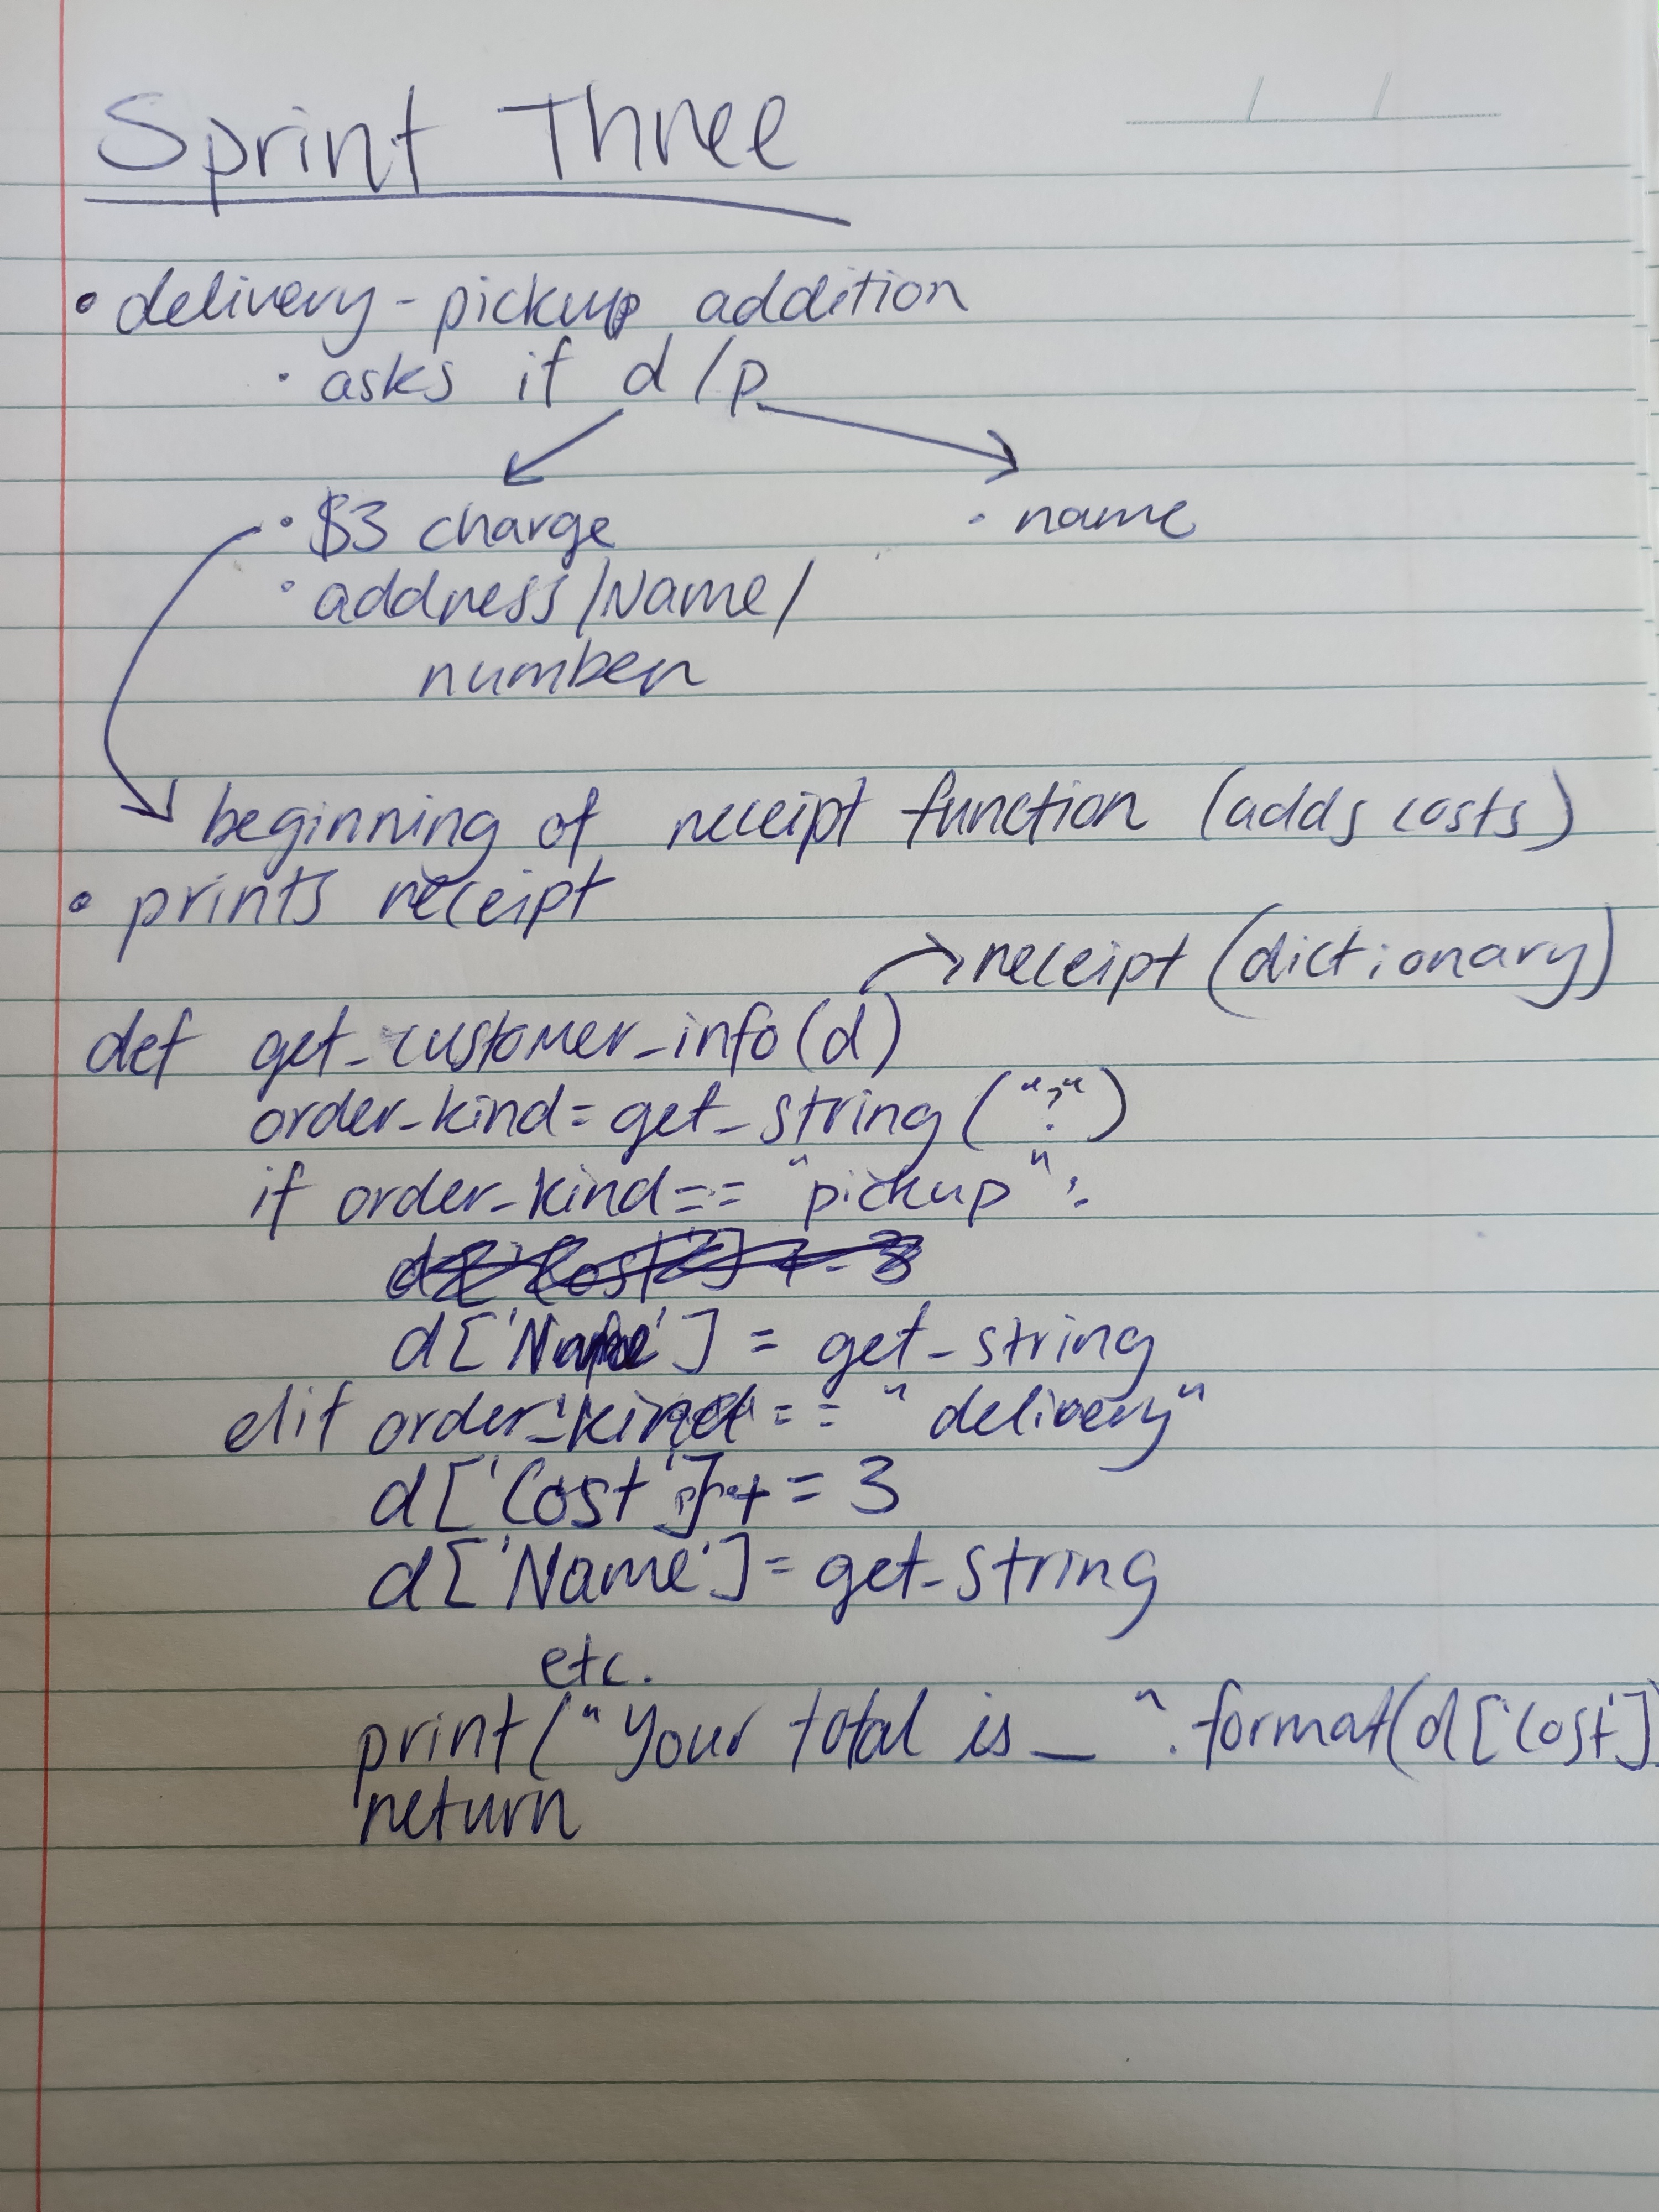 Sprint Three
• delivery-pickup addition
• asks if d/p
• $3 charge • name
• address/Name/
number
beginning of receipt function (adds costs)
• prints receipt
receipt (dictionary)
def get_customer_info(d)
order_kind = get_string("?")
if order_kind == "pickup":
d['Cost'] += 3
d['Name'] = get_string
elif order_kind == "delivery"
d['Cost'] += 3
d['Name'] = get_string
etc.
print("Your total is _".format(d['Cost']
return